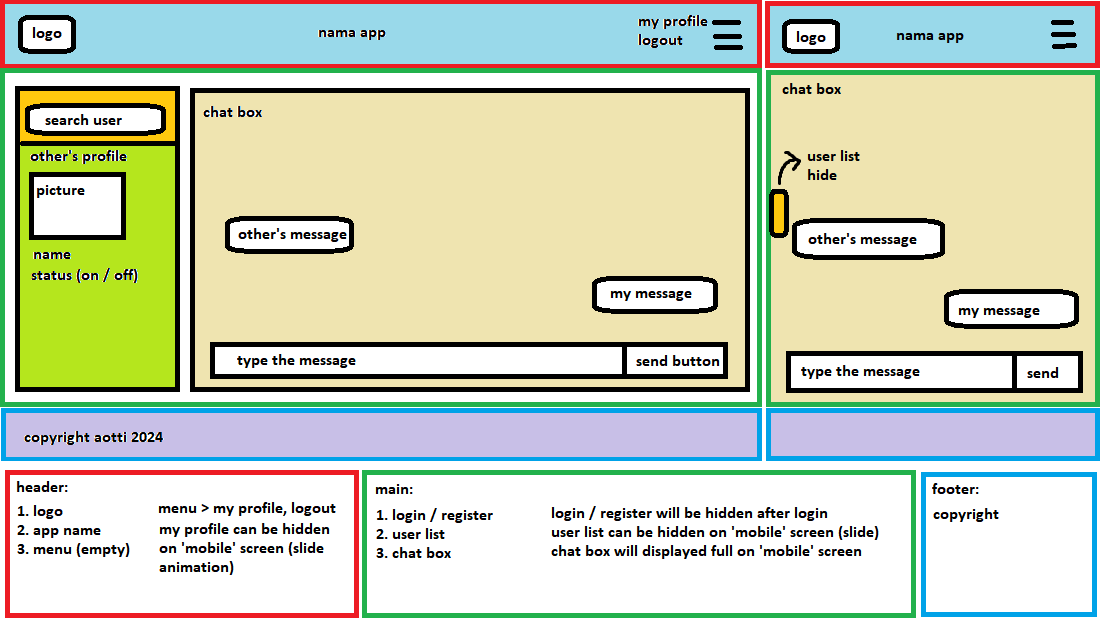 logo
nama app
my profile
logout
search user
other's profile
picture
name
status (on / off)
chat box
other's message
my message
type the message
send button
copyright aotti 2024
logo
nama app
chat box
user list
hide
other's message
my message
type the message
send
header:
1. logo
2. app name
3. menu (empty)
menu > my profile, logout
my profile can be hidden
on 'mobile' screen (slide
animation)
main:
1. login / register
2. user list
3. chat box
login / register will be hidden after login
user list can be hidden on 'mobile' screen (slide)
chat box will displayed full on 'mobile' screen
footer:
copyright